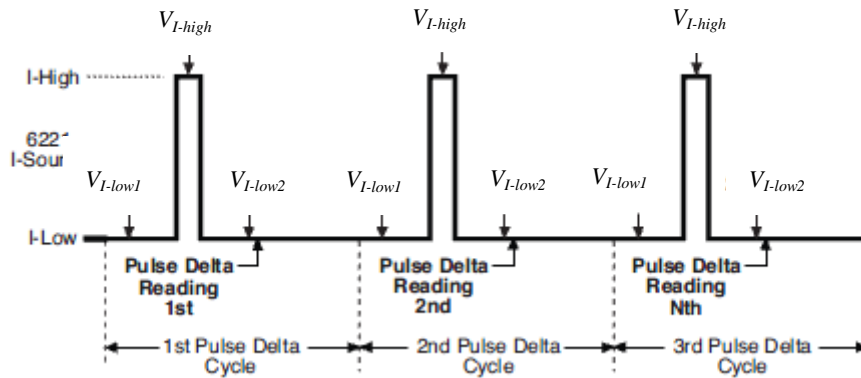 V_I-high V_I-high V_I-high
I-High
622
I-Sour
V_I-low1 V_I-low2 V_I-low1 V_I-low2 V_I-low1 V_I-low2
I-Low
Pulse Delta
Reading
1st
Pulse Delta
Reading
2nd
Pulse Delta
Reading
Nth
1st Pulse Delta
Cycle
2nd Pulse Delta
Cycle
3rd Pulse Delta
Cycle